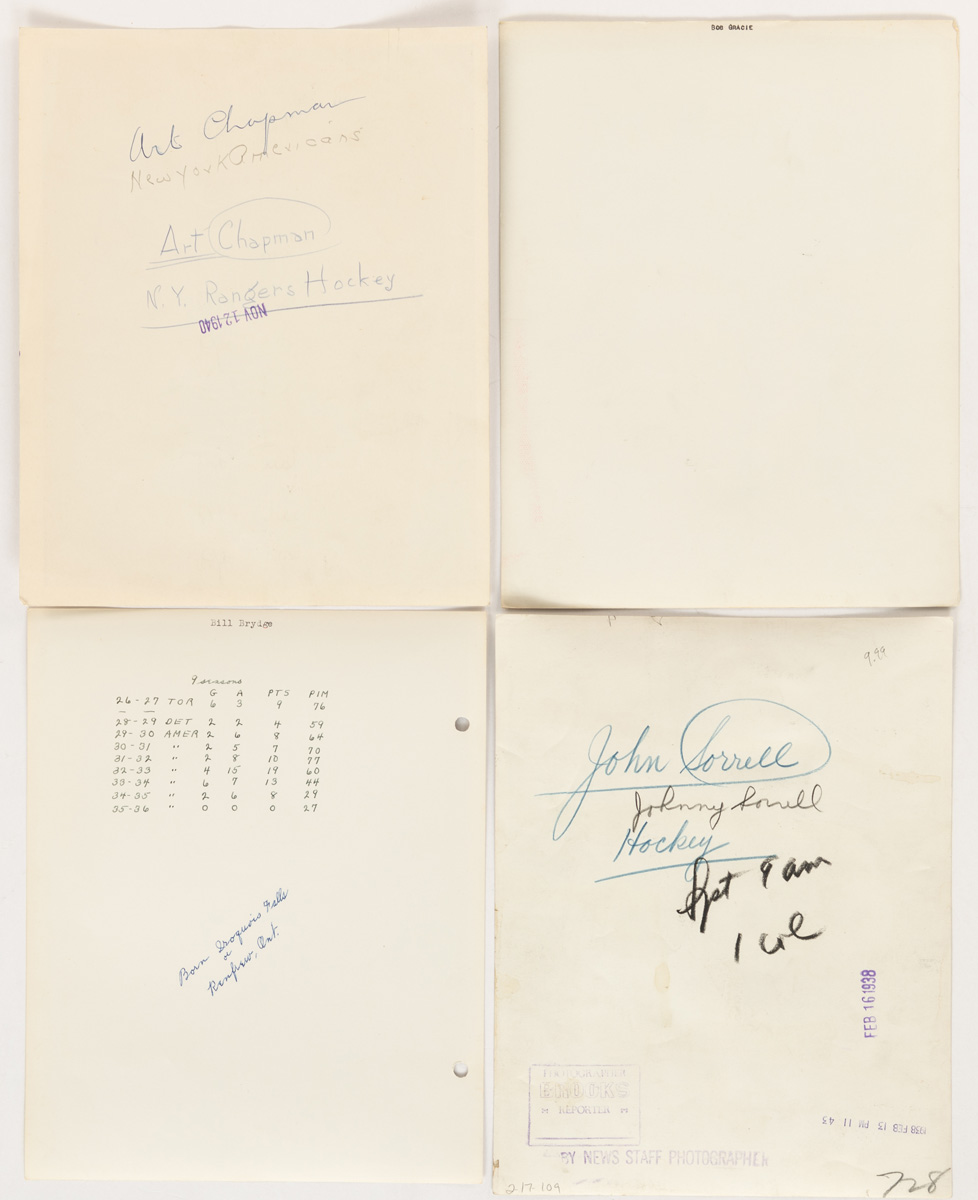 Art Chapman
New York Americans
Art Chapman
N.Y. Rangers Hockey
NOV 12 1940
BOB GRACIE
Bill Brydge
9 seasons
G A PTS PIM
26-27 TOR 6 3 9 76
28-29 DET 2 2 4 59
29-30 AMER 2 6 8 64
30-31 " 2 5 7 70
31-32 " 2 8 10 77
32-33 " 4 15 19 60
33-34 " 6 7 13 44
34-35 " 2 6 8 29
35-36 " 0 0 0 27
Born Iroquois Falls
or
Renfrew, Ont.
9.99
John Sorrell
Johnny Sorrell
Hockey
9 am
1 col
FEB 16 1938
PHOTOGRAPHER
BROOKS
REPORTER
1938 FEB 13 PM 11 43
BY NEWS STAFF PHOTOGRAPHER
217 109
728